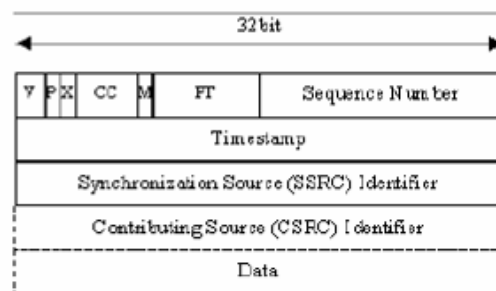 32bit
V P X CC M PT Sequence Number
Timestamp
Synchronization Source (SSRC) Identifier
Contributing Source (CSRC) Identifier
Data